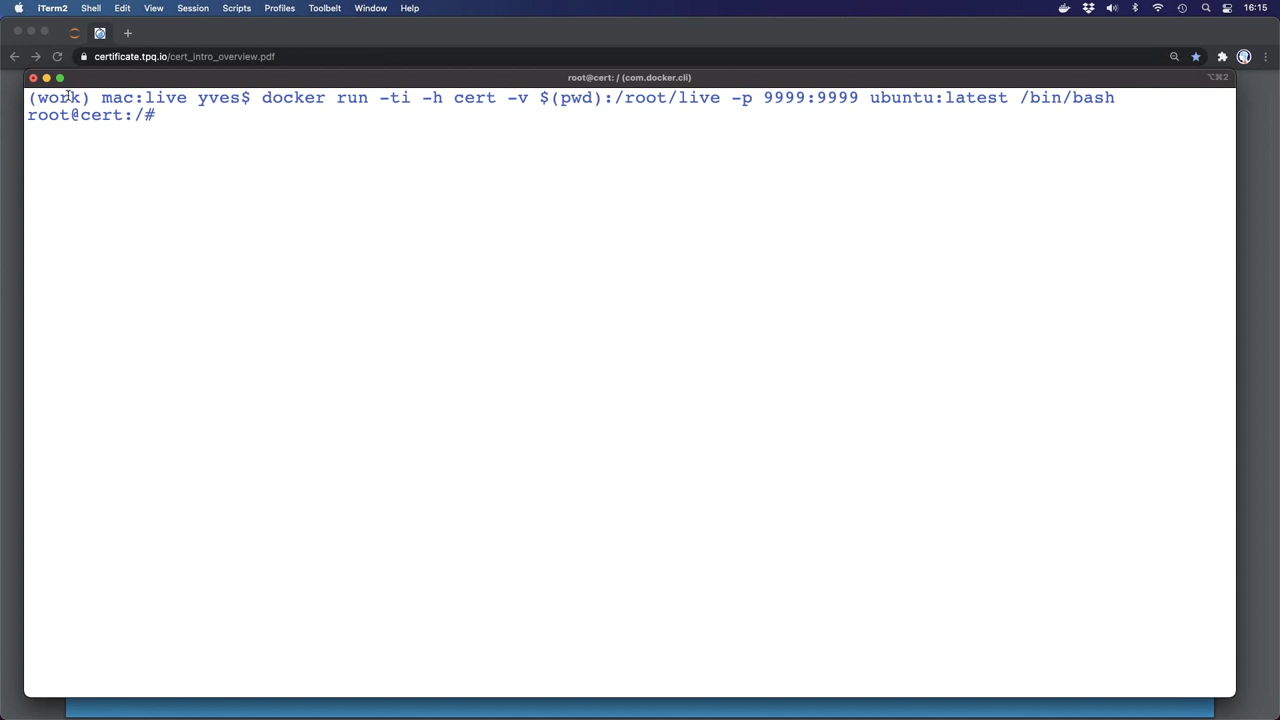 iTerm2 Shell Edit View Session Scripts Profiles Toolbelt Window Help 16:15
certificate.tpq.io/cert_intro_overview.pdf
root@cert: / (com.docker.cli) ⌥⌘2
(work) mac:live yves$ docker run -ti -h cert -v $(pwd):/root/live -p 9999:9999 ubuntu:latest /bin/bash
root@cert:/#